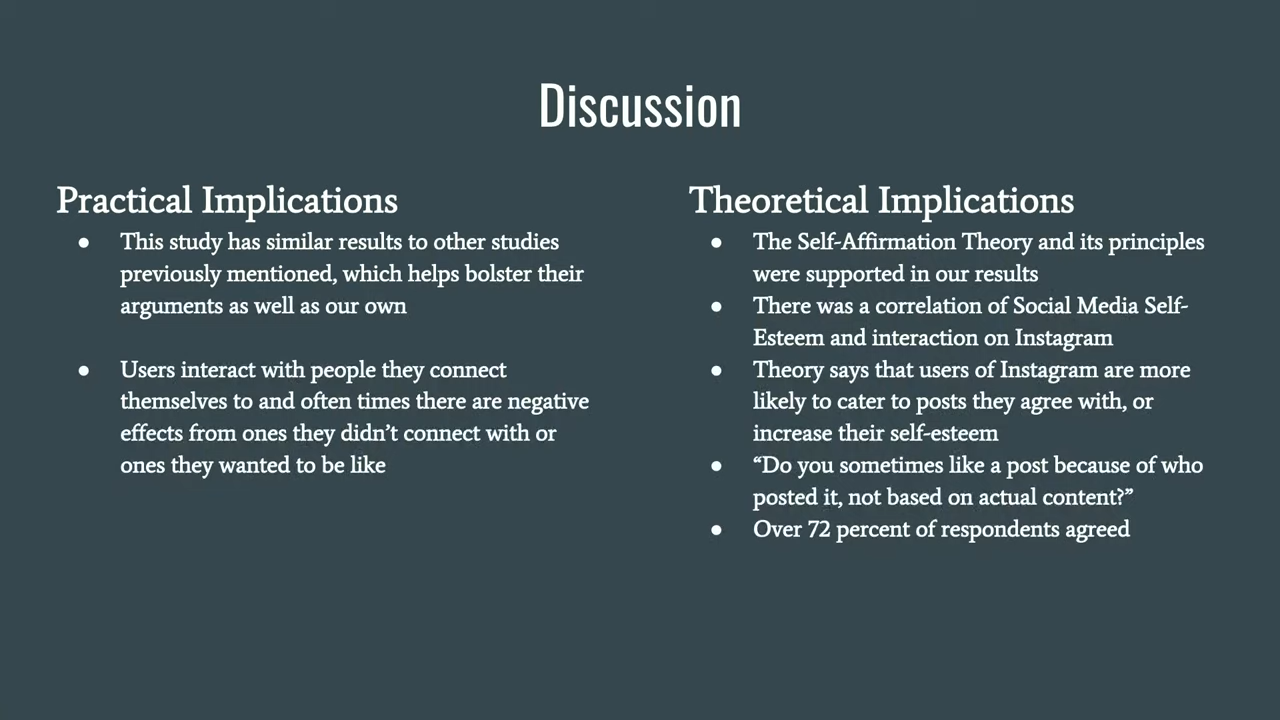 Discussion
Practical Implications
● This study has similar results to other studies
previously mentioned, which helps bolster their
arguments as well as our own
● Users interact with people they connect
themselves to and often times there are negative
effects from ones they didn’t connect with or
ones they wanted to be like
Theoretical Implications
● The Self-Affirmation Theory and its principles
were supported in our results
● There was a correlation of Social Media Self-
Esteem and interaction on Instagram
● Theory says that users of Instagram are more
likely to cater to posts they agree with, or
increase their self-esteem
● “Do you sometimes like a post because of who
posted it, not based on actual content?”
● Over 72 percent of respondents agreed